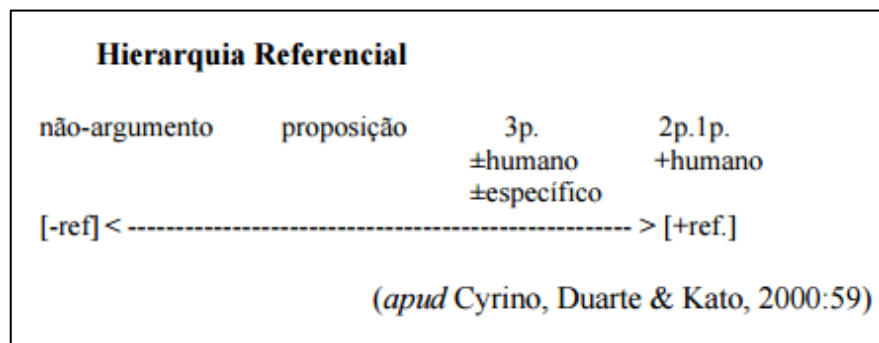 Hierarquia Referencial
não-argumento proposição 3p. 2p.1p.
±humano +humano
±específico
[-ref] < ------------------------------------------------------ > [+ref.]
(apud Cyrino, Duarte & Kato, 2000:59)